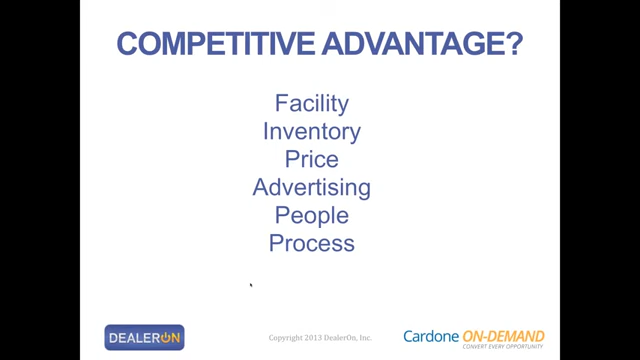 COMPETITIVE ADVANTAGE?
Facility
Inventory
Price
Advertising
People
Process
DEALERON
Copyright 2013 DealerOn, Inc.
Cardone ON-DEMAND
CONVERT EVERY OPPORTUNITY